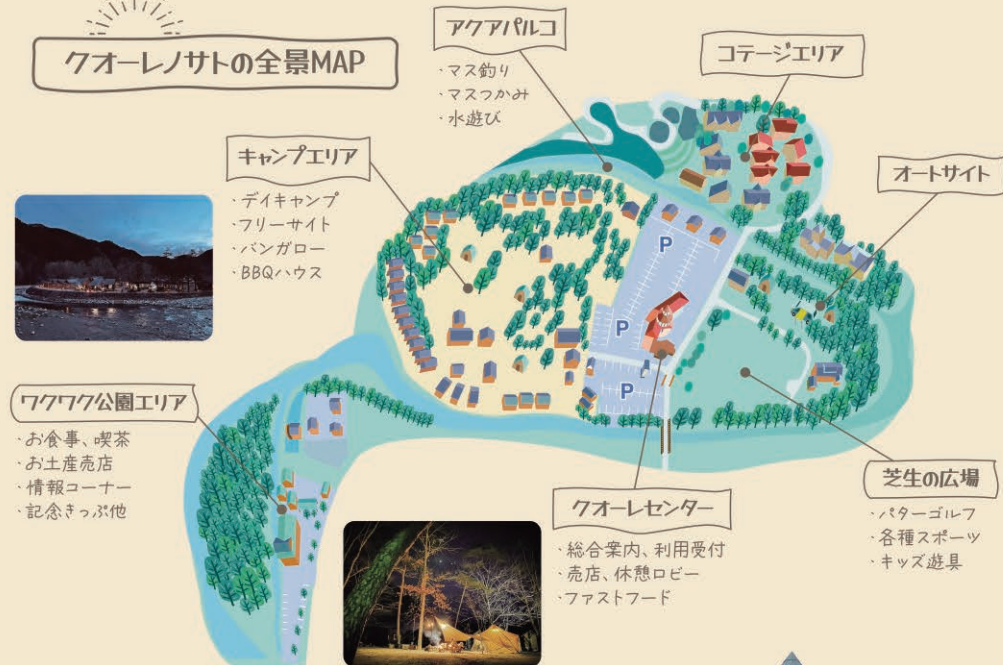 クオーレノサトの全景MAP
アクアパルコ
・マス釣り
・マスつかみ
・水遊び
コテージエリア
キャンプエリア
・デイキャンプ
・フリーサイト
・バンガロー
・BBQハウス
オートサイト
P
P
P
ワクワク公園エリア
・お食事、喫茶
・お土産売店
・情報コーナー
・記念きっぷ他
クオーレセンター
・総合案内、利用受付
・売店、休憩ロビー
・ファストフード
芝生の広場
・パターゴルフ
・各種スポーツ
・キッズ遊具